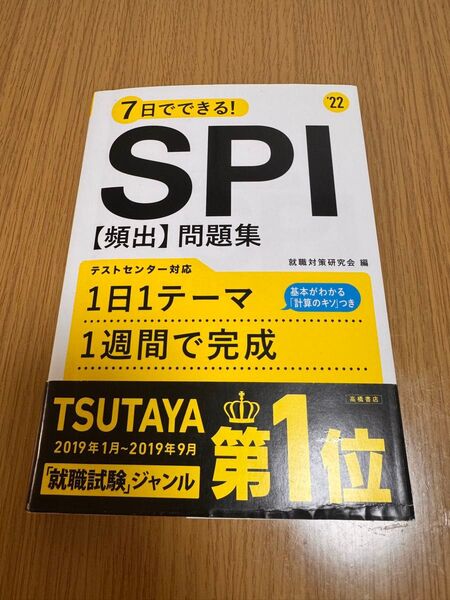 7日でできる!
'22
SPI
【頻出】問題集
就職対策研究会 編
テストセンター対応
1日1テーマ
基本がわかる
「計算のキソ」つき
1週間で完成
高橋書店
TSUTAYA
2019年1月~2019年9月
「就職試験」ジャンル
第1位